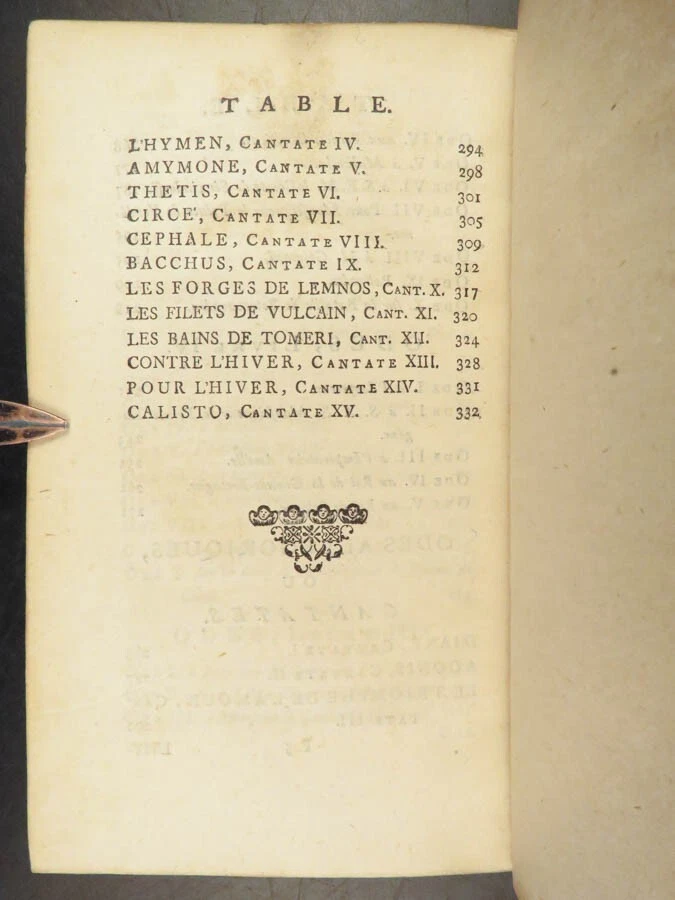 TABLE.
L'HYMEN, CANTATE IV. 294
AMYMONE, CANTATE V. 298
THETIS, CANTATE VI. 301
CIRCE', CANTATE VII. 305
CEPHALE, CANTATE VIII. 309
BACCHUS, CANTATE IX. 312
LES FORGES DE LEMNOS, CANT. X. 317
LES FILETS DE VULCAIN, CANT. XI. 320
LES BAINS DE TOMERI, CANT. XII. 324
CONTRE L'HIVER, CANTATE XIII. 328
POUR L'HIVER, CANTATE XIV. 331
CALISTO, CANTATE XV. 332